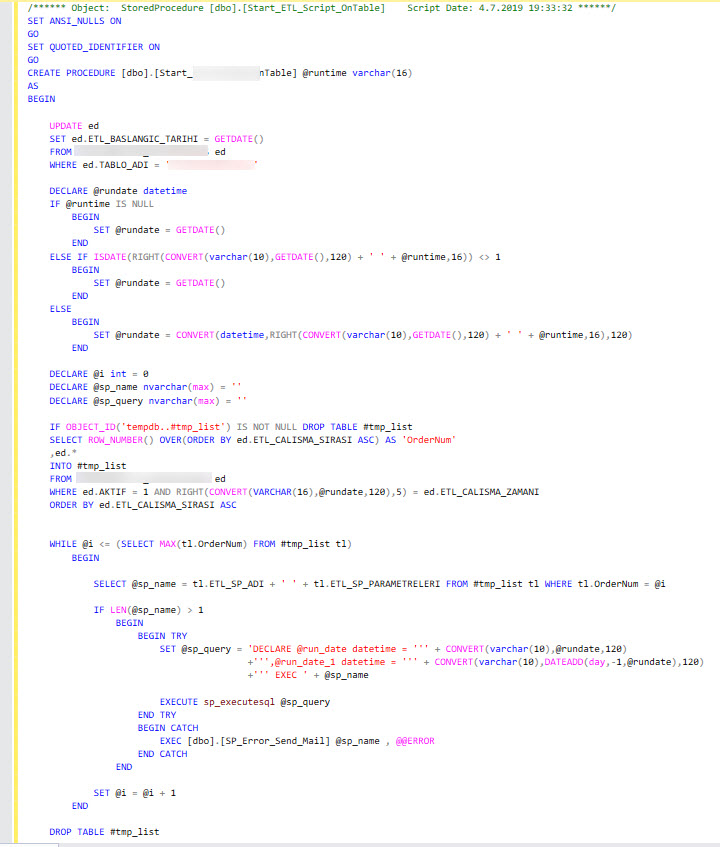 /****** Object:  StoredProcedure [dbo].[Start_ETL_Script_OnTable]    Script Date: 4.7.2019 19:33:32 ******/
SET ANSI_NULLS ON
GO
SET QUOTED_IDENTIFIER ON
GO
CREATE PROCEDURE [dbo].[Start_ nTable] @runtime varchar(16)
AS
BEGIN
UPDATE ed
SET ed.ETL_BASLANGIC_TARIHI = GETDATE()
FROM ed
WHERE ed.TABLO_ADI = ' '
DECLARE @rundate datetime
IF @runtime IS NULL
BEGIN
SET @rundate = GETDATE()
END
ELSE IF ISDATE(RIGHT(CONVERT(varchar(10),GETDATE(),120) + ' ' + @runtime,16)) <> 1
BEGIN
SET @rundate = GETDATE()
END
ELSE
BEGIN
SET @rundate = CONVERT(datetime,RIGHT(CONVERT(varchar(10),GETDATE(),120) + ' ' + @runtime,16),120)
END
DECLARE @i int = 0
DECLARE @sp_name nvarchar(max) = ''
DECLARE @sp_query nvarchar(max) = ''
IF OBJECT_ID('tempdb..#tmp_list') IS NOT NULL DROP TABLE #tmp_list
SELECT ROW_NUMBER() OVER(ORDER BY ed.ETL_CALISMA_SIRASI ASC) AS 'OrderNum'
,ed.*
INTO #tmp_list
FROM ed
WHERE ed.AKTIF = 1 AND RIGHT(CONVERT(VARCHAR(16),@rundate,120),5) = ed.ETL_CALISMA_ZAMANI
ORDER BY ed.ETL_CALISMA_SIRASI ASC
WHILE @i <= (SELECT MAX(tl.OrderNum) FROM #tmp_list tl)
BEGIN
SELECT @sp_name = tl.ETL_SP_ADI + ' ' + tl.ETL_SP_PARAMETRELERI FROM #tmp_list tl WHERE tl.OrderNum = @i
IF LEN(@sp_name) > 1
BEGIN
BEGIN TRY
SET @sp_query = 'DECLARE @run_date datetime = ''' + CONVERT(varchar(10),@rundate,120)
+''',@run_date_1 datetime = ''' + CONVERT(varchar(10),DATEADD(day,-1,@rundate),120)
+''' EXEC ' + @sp_name
EXECUTE sp_executesql @sp_query
END TRY
BEGIN CATCH
EXEC [dbo].[SP_Error_Send_Mail] @sp_name , @@ERROR
END CATCH
END
SET @i = @i + 1
END
DROP TABLE #tmp_list